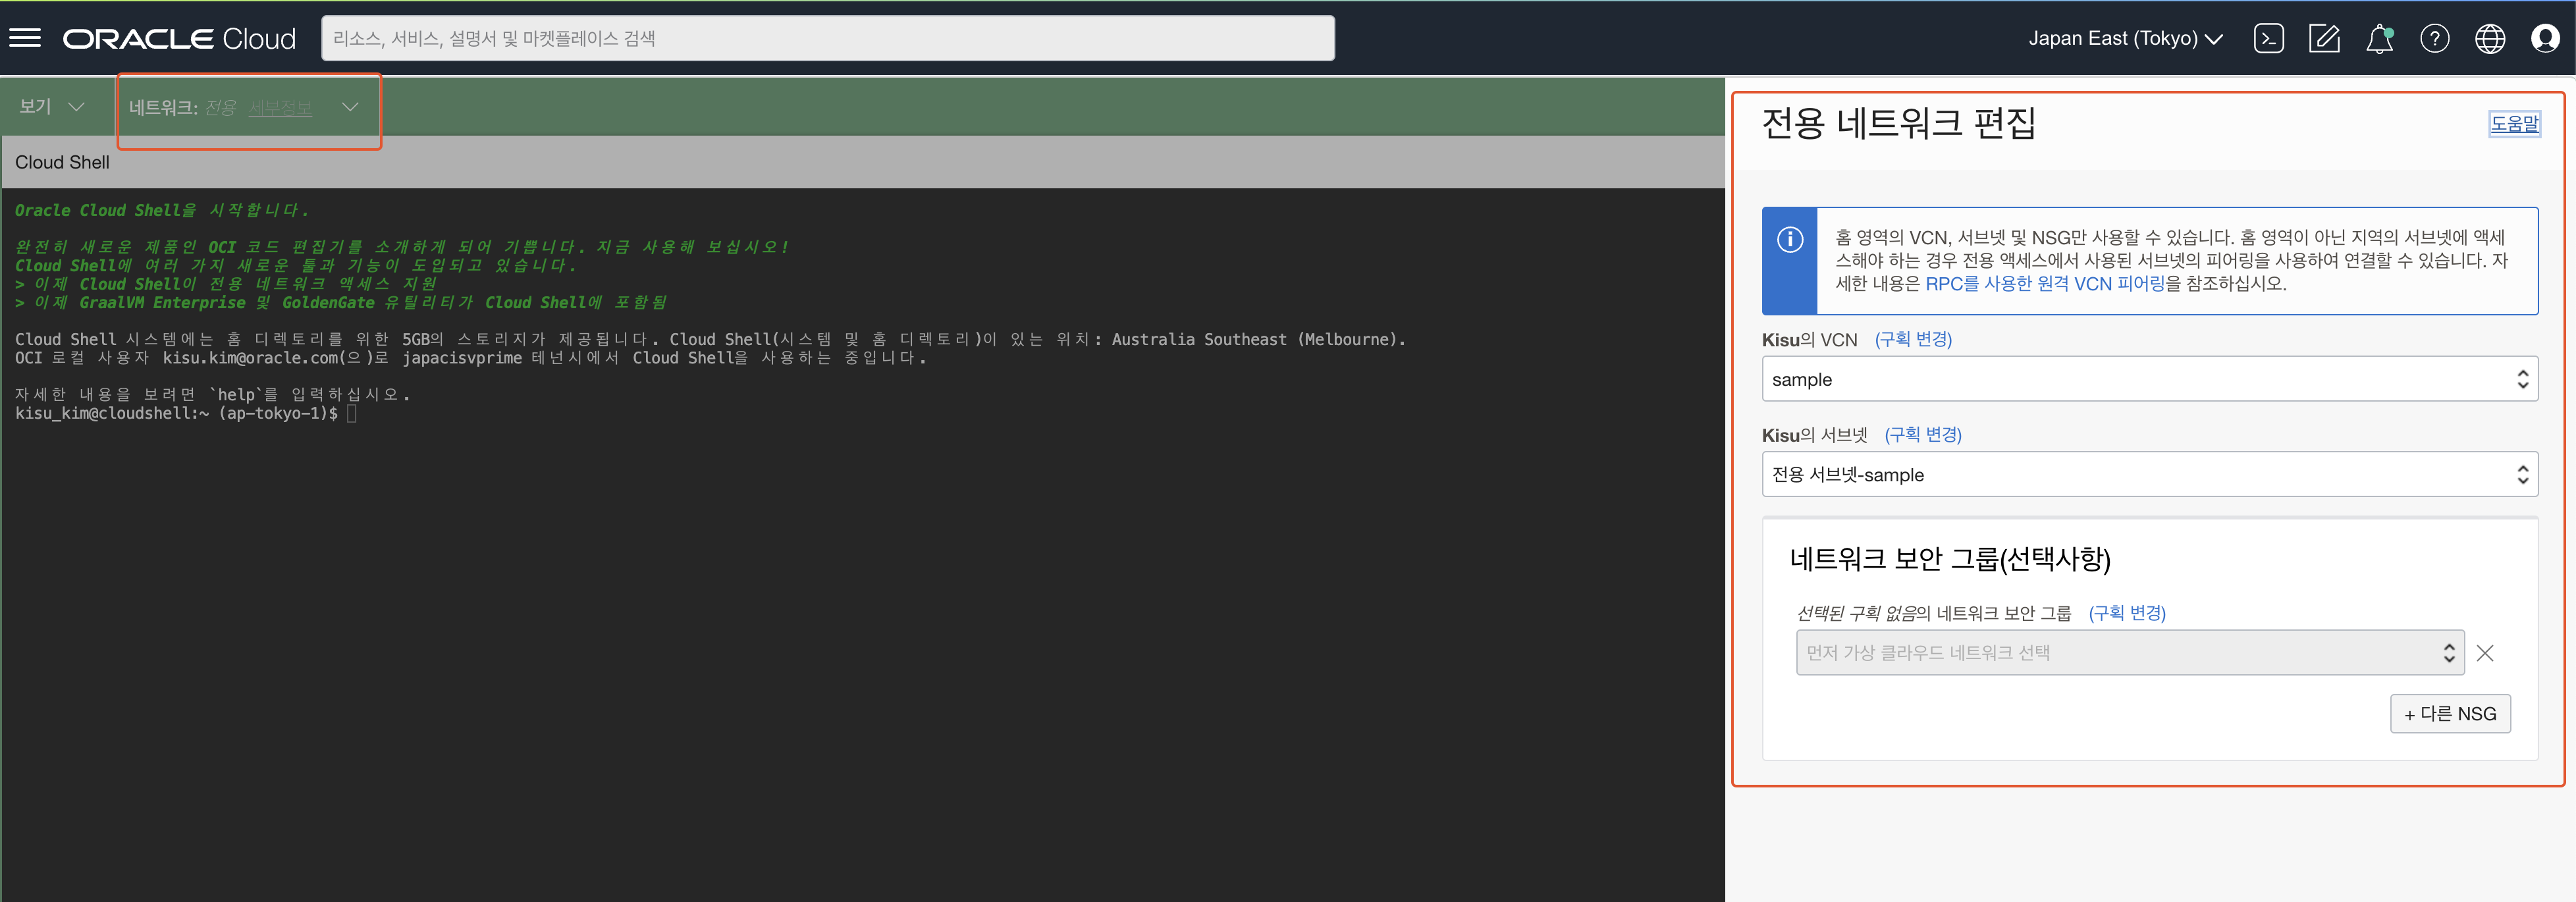 ORACLE Cloud
리소스, 서비스, 설명서 및 마켓플레이스 검색
Japan East (Tokyo)
보기
네트워크: 전용 세부정보
Cloud Shell
Oracle Cloud Shell을 시작합니다.
완전히 새로운 제품인 OCI 코드 편집기를 소개하게 되어 기쁩니다. 지금 사용해 보십시오!
Cloud Shell에 여러 가지 새로운 툴과 기능이 도입되고 있습니다.
> 이제 Cloud Shell이 전용 네트워크 액세스 지원
> 이제 GraalVM Enterprise 및 GoldenGate 유틸리티가 Cloud Shell에 포함됨
Cloud Shell 시스템에는 홈 디렉토리를 위한 5GB의 스토리지가 제공됩니다. Cloud Shell(시스템 및 홈 디렉토리)이 있는 위치: Australia Southeast (Melbourne).
OCI 로컬 사용자 kisu.kim@oracle.com(으)로 japacisvprime 테넌시에서 Cloud Shell을 사용하는 중입니다.
자세한 내용을 보려면 `help`를 입력하십시오.
kisu_kim@cloudshell:~ (ap-tokyo-1)$
전용 네트워크 편집
도움말
홈 영역의 VCN, 서브넷 및 NSG만 사용할 수 있습니다. 홈 영역이 아닌 지역의 서브넷에 액세
스해야 하는 경우 전용 액세스에서 사용된 서브넷의 피어링을 사용하여 연결할 수 있습니다. 자
세한 내용은 RPC를 사용한 원격 VCN 피어링을 참조하십시오.
Kisu의 VCN (구획 변경)
sample
Kisu의 서브넷 (구획 변경)
전용 서브넷-sample
네트워크 보안 그룹(선택사항)
선택된 구획 없음의 네트워크 보안 그룹 (구획 변경)
먼저 가상 클라우드 네트워크 선택
+ 다른 NSG